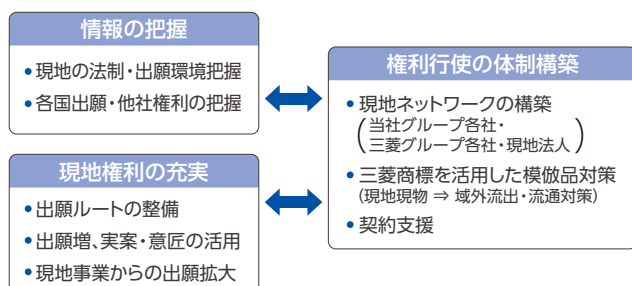 情報の把握
•現地の法制・出願環境把握
•各国出願・他社権利の把握
現地権利の充実
•出願ルートの整備
•出願増、実案・意匠の活用
•現地事業からの出願拡大
権利行使の体制構築
•現地ネットワークの構築
(当社グループ各社・
三菱グループ各社・現地法人)
•三菱商標を活用した模倣品対策
(現地現物 ⇒ 域外流出・流通対策)
•契約支援